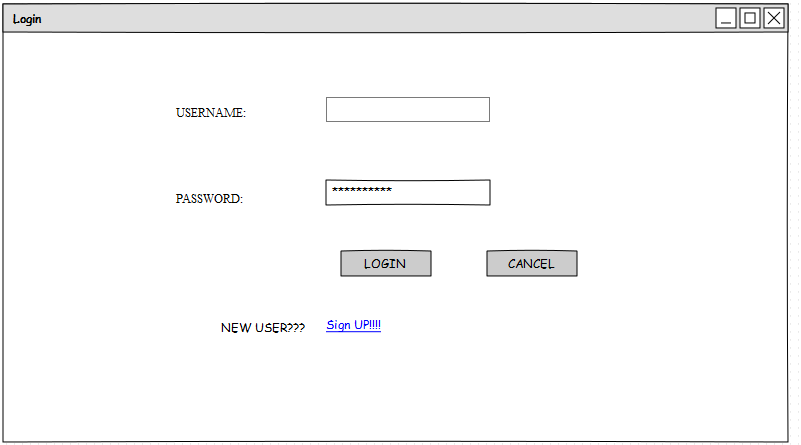 Login
USERNAME:
PASSWORD: **********
LOGIN CANCEL
NEW USER??? Sign UP!!!!